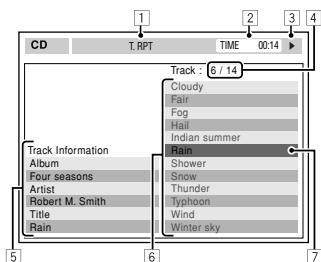 1 2 3 4
CD T. RPT TIME 00:14
Track : 6 / 14
Cloudy
Fair
Fog
Hail
Indian summer
Rain
Shower
Snow
Thunder
Typhoon
Wind
Winter sky
Track Information
Album
Four seasons
Artist
Robert M. Smith
Title
Rain
5 6 7